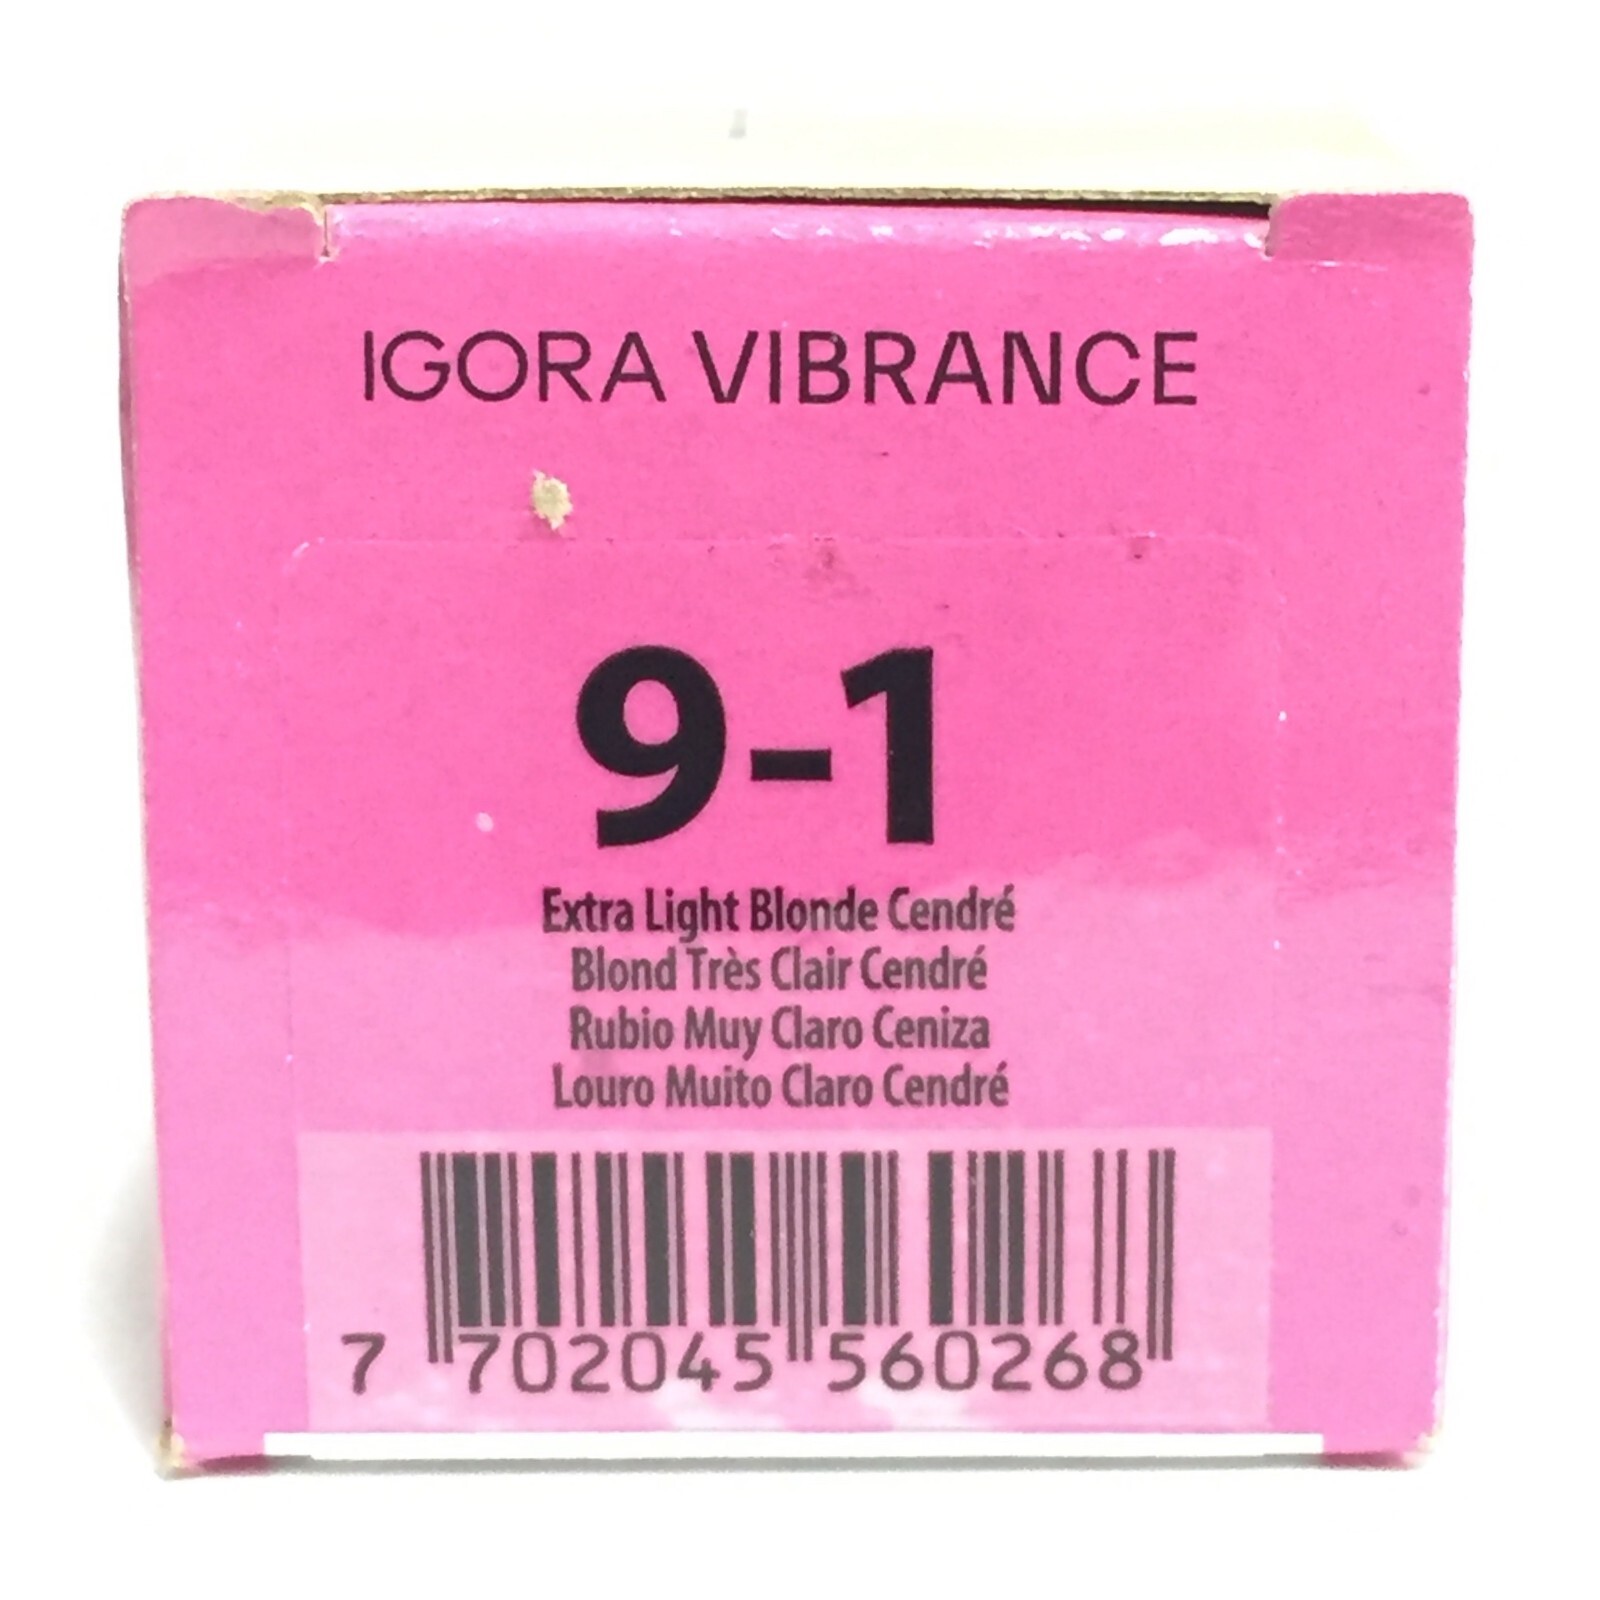 IGORA VIBRANCE
9-1
Extra Light Blonde Cendré
Blond Très Clair Cendré
Rubio Muy Claro Ceniza
Louro Muito Claro Cendré
7 702045 560268